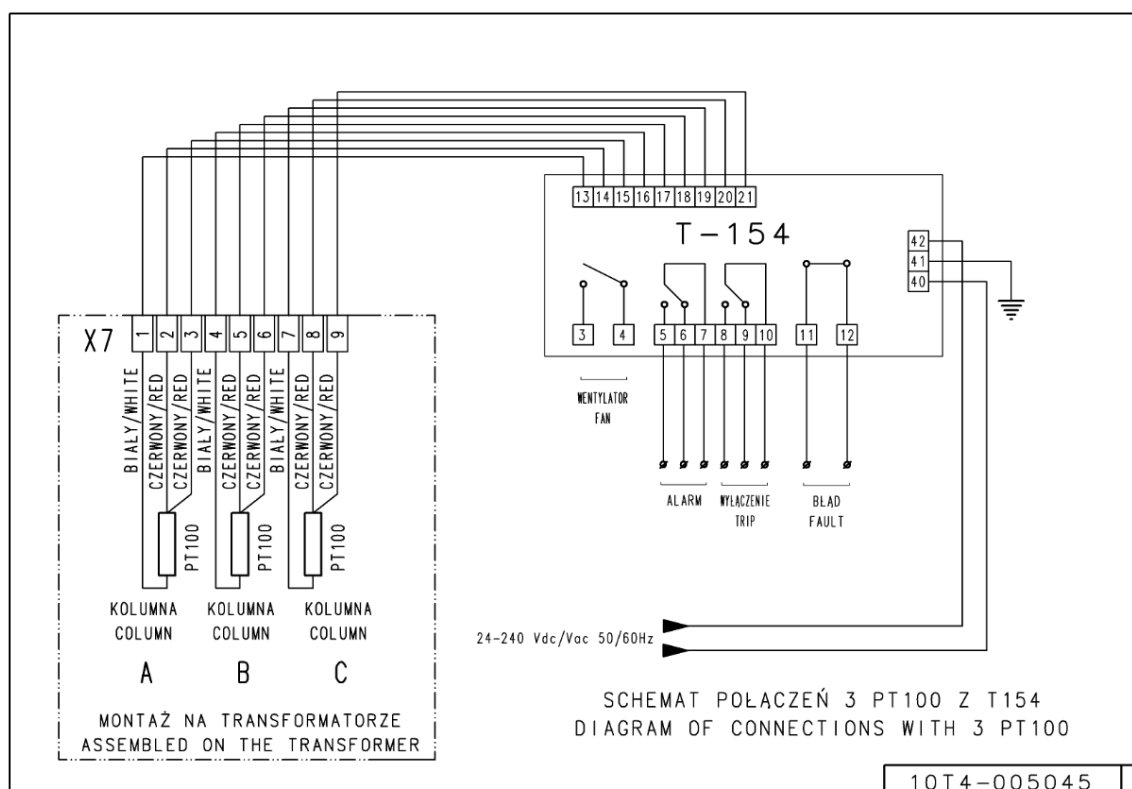 13 14 15 16 17 18 19 20 21
T-154
42
41
40
3 4 5 6 7 8 9 10 11 12
WENTYLATOR
FAN
ALARM
WYŁĄCZENIE
TRIP
BŁĄD
FAULT
X7 1 2 3 4 5 6 7 8 9
BIAŁY/WHITE
CZERWONY/RED
CZERWONY/RED
BIAŁY/WHITE
CZERWONY/RED
CZERWONY/RED
BIAŁY/WHITE
CZERWONY/RED
CZERWONY/RED
PT100
PT100
PT100
KOLUMNA
COLUMN
A
KOLUMNA
COLUMN
B
KOLUMNA
COLUMN
C
MONTAŻ NA TRANSFORMATORZE
ASSEMBLED ON THE TRANSFORMER
24-240 Vdc/Vac 50/60Hz
SCHEMAT POŁACZEŃ 3 PT100 Z T154
DIAGRAM OF CONNECTIONS WITH 3 PT100
10T4-005045